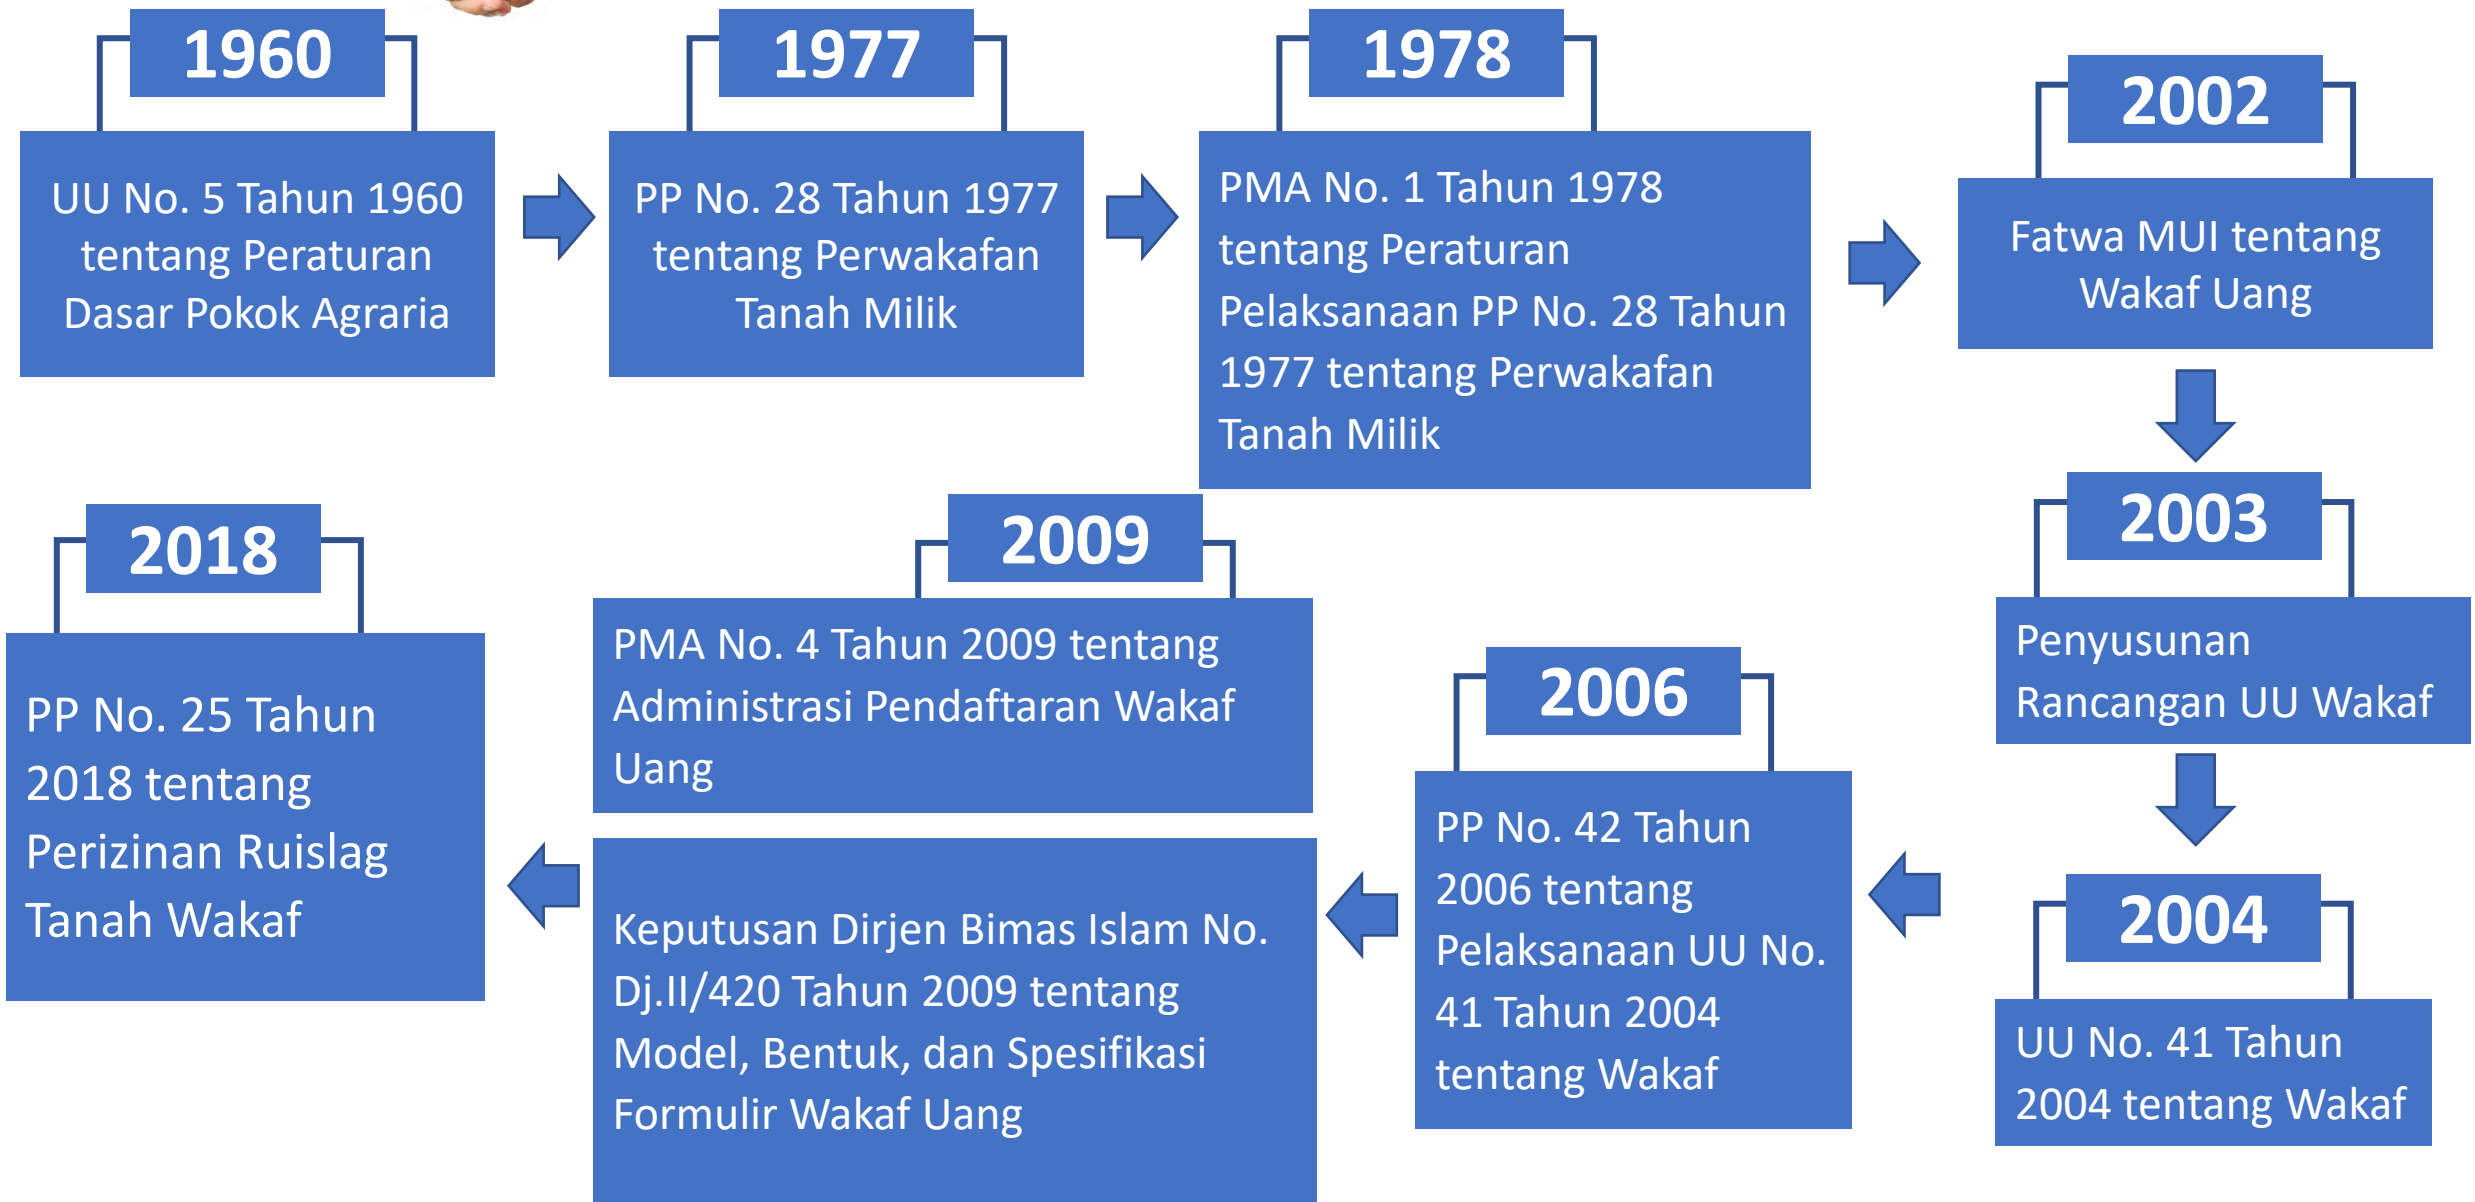 1960
UU No. 5 Tahun 1960
tentang Peraturan
Dasar Pokok Agraria
1977
PP No. 28 Tahun 1977
tentang Perwakafan
Tanah Milik
1978
PMA No. 1 Tahun 1978
tentang Peraturan
Pelaksanaan PP No. 28 Tahun
1977 tentang Perwakafan
Tanah Milik
2002
Fatwa MUI tentang
Wakaf Uang
2003
Penyusunan
Rancangan UU Wakaf
2004
UU No. 41 Tahun
2004 tentang Wakaf
2006
PP No. 42 Tahun
2006 tentang
Pelaksanaan UU No.
41 Tahun 2004
tentang Wakaf
2009
PMA No. 4 Tahun 2009 tentang
Administrasi Pendaftaran Wakaf
Uang
Keputusan Dirjen Bimas Islam No.
Dj.II/420 Tahun 2009 tentang
Model, Bentuk, dan Spesifikasi
Formulir Wakaf Uang
2018
PP No. 25 Tahun
2018 tentang
Perizinan Ruislag
Tanah Wakaf